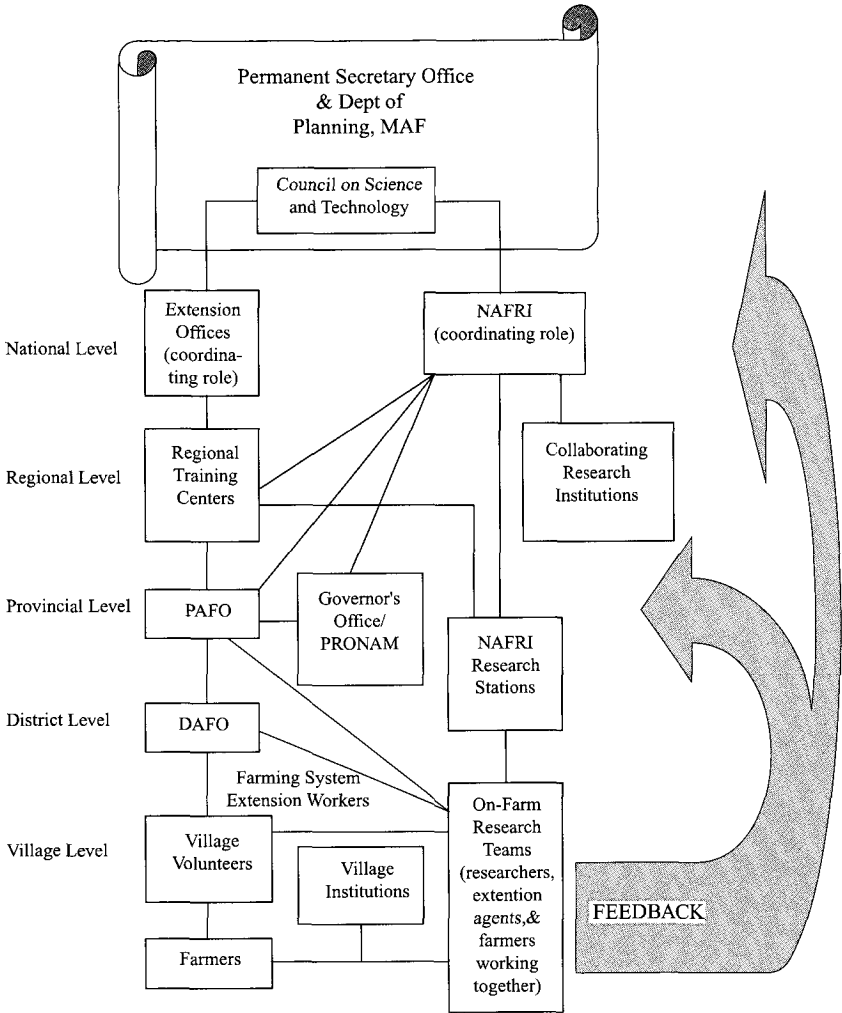 Permanent Secretary Office
& Dept of
Planning, MAF
Council on Science
and Technology
National Level
Extension
Offices
(coordina-
ting role)
NAFRI
(coordinating role)
Regional Level
Regional
Training
Centers
Collaborating
Research
Institutions
Provincial Level
PAFO
Governor's
Office/
PRONAM
NAFRI
Research
Stations
District Level
DAFO
Farming System
Extension Workers
Village Level
Village
Volunteers
Village
Institutions
On-Farm
Research
Teams
(researchers,
extention
agents,&
farmers
working
together)
FEEDBACK
Farmers